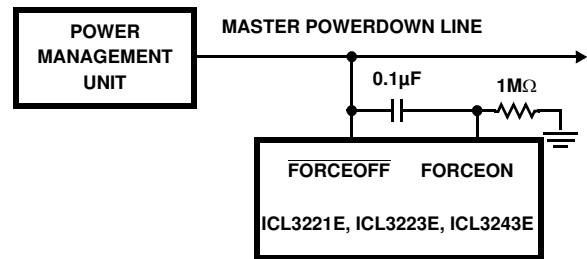 POWER
MANAGEMENT
UNIT
MASTER POWERDOWN LINE
0.1µF
1MΩ
FORCEOFF FORCEON
ICL3221E, ICL3223E, ICL3243E